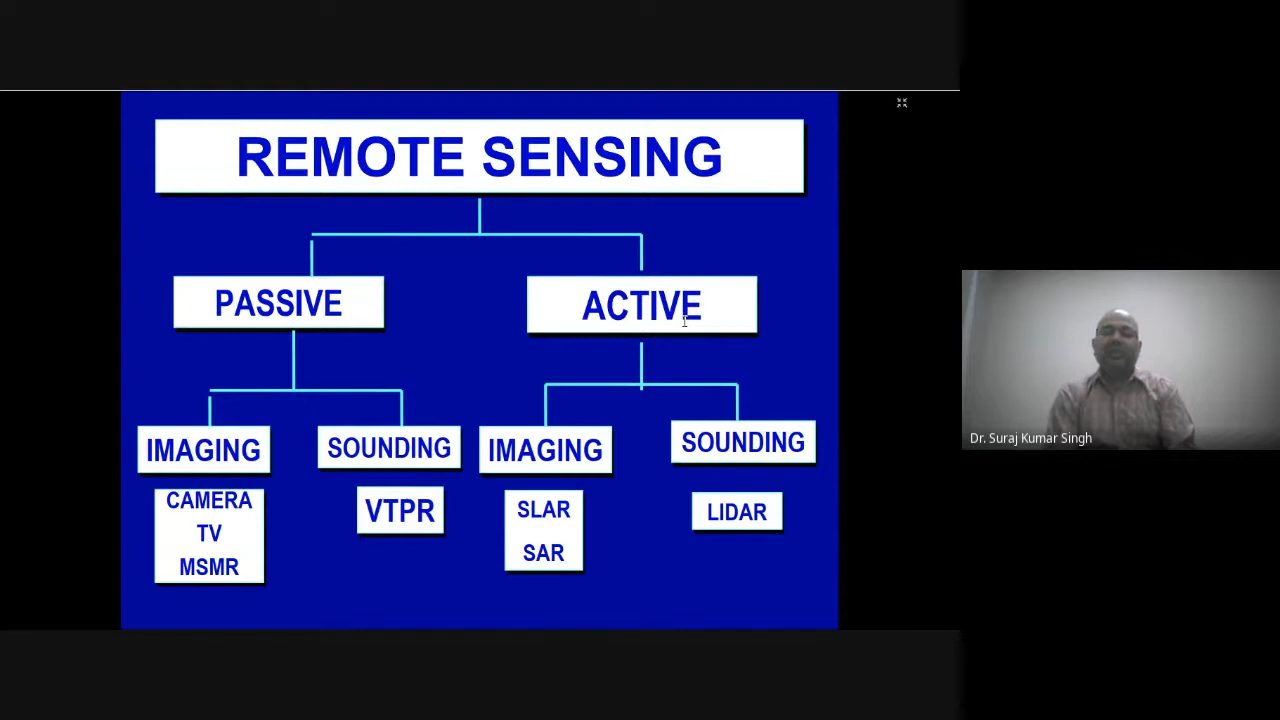 REMOTE SENSING
PASSIVE
ACTIVE
IMAGING
SOUNDING
IMAGING
SOUNDING
CAMERA
TV
MSMR
VTPR
SLAR
SAR
LIDAR
Dr. Suraj Kumar Singh